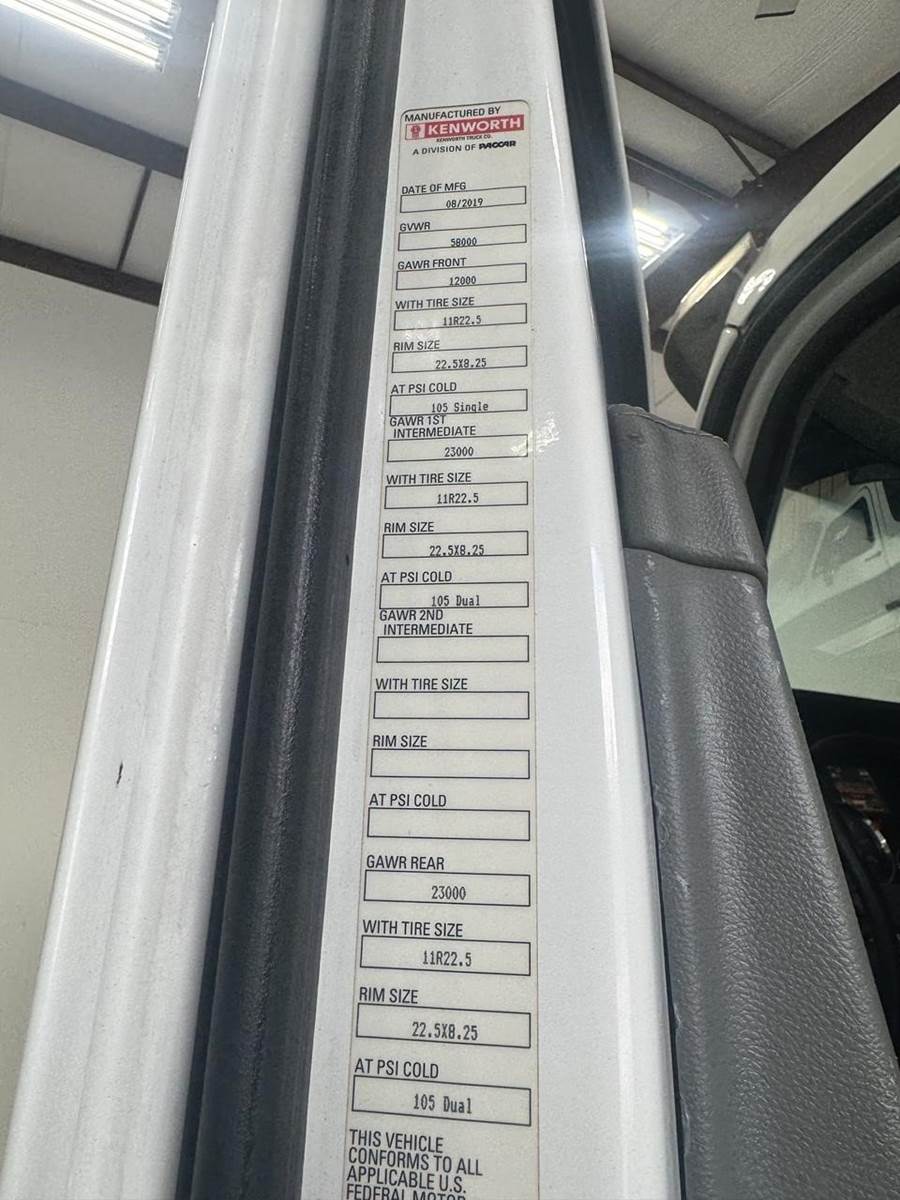 MANUFACTURED BY
KENWORTH
KENWORTH TRUCK CO.
A DIVISION OF PACCAR
DATE OF MFG
08/2019
GVWR
58000
GAWR FRONT
12000
WITH TIRE SIZE
11R22.5
RIM SIZE
22.5X8.25
AT PSI COLD
105 Single
GAWR 1ST
INTERMEDIATE
23000
WITH TIRE SIZE
11R22.5
RIM SIZE
22.5X8.25
AT PSI COLD
105 Dual
GAWR 2ND
INTERMEDIATE
WITH TIRE SIZE
RIM SIZE
AT PSI COLD
GAWR REAR
23000
WITH TIRE SIZE
11R22.5
RIM SIZE
22.5X8.25
AT PSI COLD
105 Dual
THIS VEHICLE
CONFORMS TO ALL
APPLICABLE U.S.
FEDERAL MOTOR